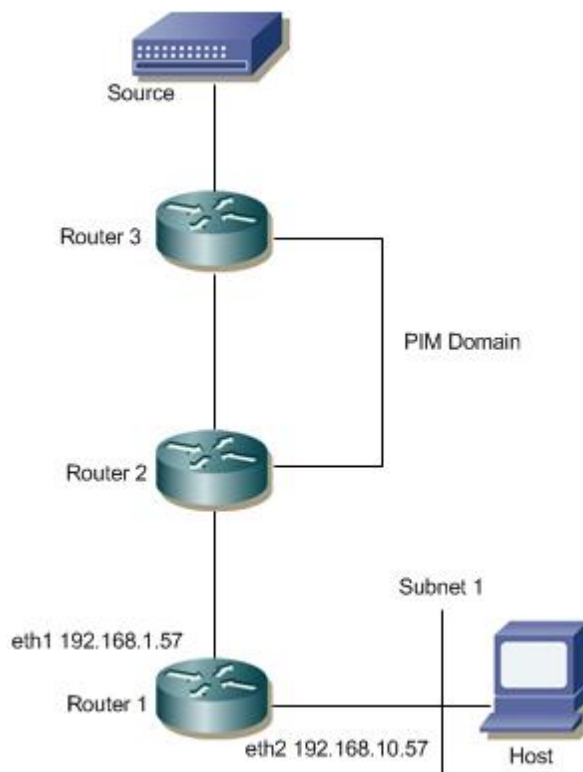 Source
Router 3
PIM Domain
Router 2
Subnet 1
eth1 192.168.1.57
Router 1
eth2 192.168.10.57
Host